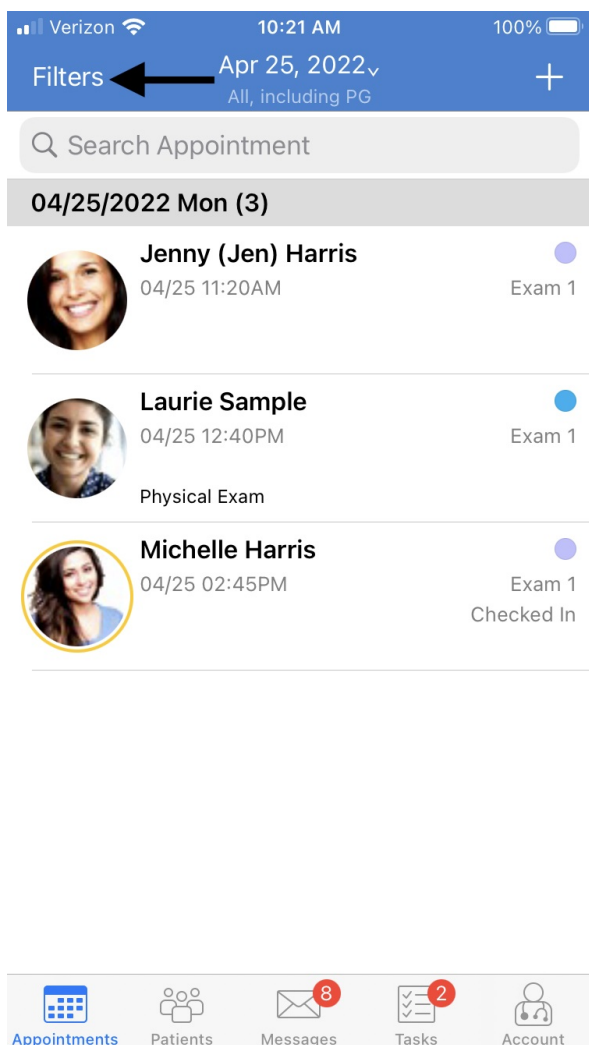 Verizon 10:21 AM 100%
Filters Apr 25, 2022
All, including PG
Search Appointment
04/25/2022 Mon (3)
Jenny (Jen) Harris
04/25 11:20AM Exam 1
Laurie Sample
04/25 12:40PM Exam 1
Physical Exam
Michelle Harris
04/25 02:45PM Exam 1
Checked In
8 2
Appointments Patients Messages Tasks Account